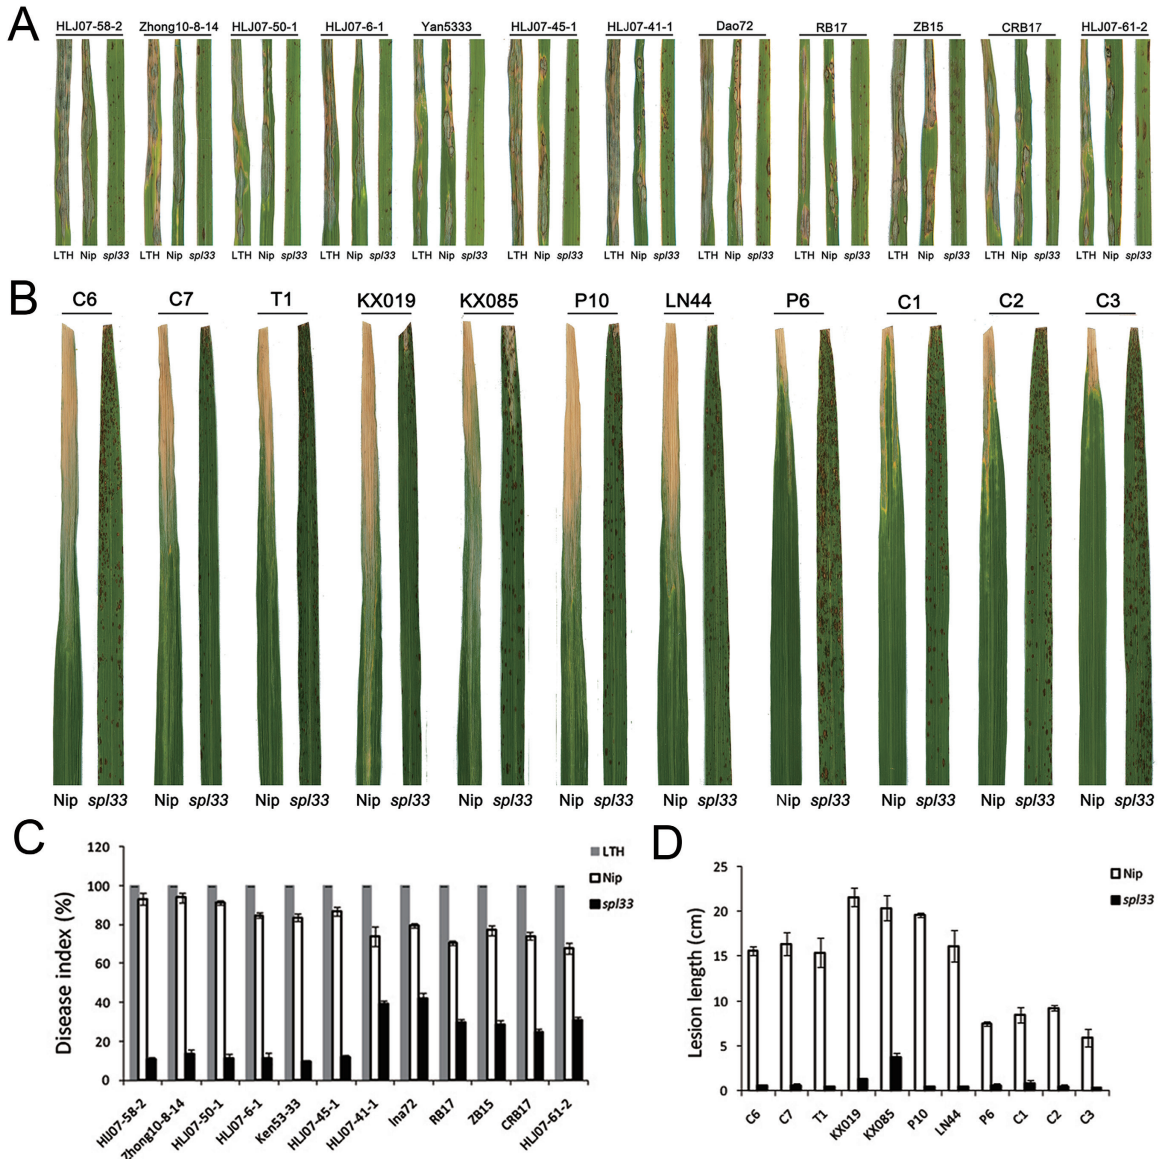 A
HLJ07-58-2 Zhong10-8-14 HLJ07-50-1 HLJ07-6-1 Yan5333 HLJ07-45-1 HLJ07-41-1 Dao72 RB17 ZB15 CRB17 HLJ07-61-2
LTH Nip spl33 LTH Nip spl33 LTH Nip spl33 LTH Nip spl33 LTH Nip spl33 LTH Nip spl33 LTH Nip spl33 LTH Nip spl33 LTH Nip spl33 LTH Nip spl33 LTH Nip spl33 LTH Nip spl33
B
C6 C7 T1 KX019 KX085 P10 LN44 P6 C1 C2 C3
Nip spl33 Nip spl33 Nip spl33 Nip spl33 Nip spl33 Nip spl33 Nip spl33 Nip spl33 Nip spl33 Nip spl33 Nip spl33
C
Disease index (%)
120
100
80
60
40
20
0
LTH
Nip
spl33
HIJ07-58-2
Zhong10-8-14
HLJ07-50-1
HLJ07-6-1
Ken53-33
HLJ07-45-1
HLJ07-41-1
Ina72
RB17
ZB15
CRB17
HLJ07-61-2
D
Lesion length (cm)
25
20
15
10
5
0
Nip
spl33
C6
C7
T1
KX019
KX085
P10
LN44
P6
C1
C2
C3